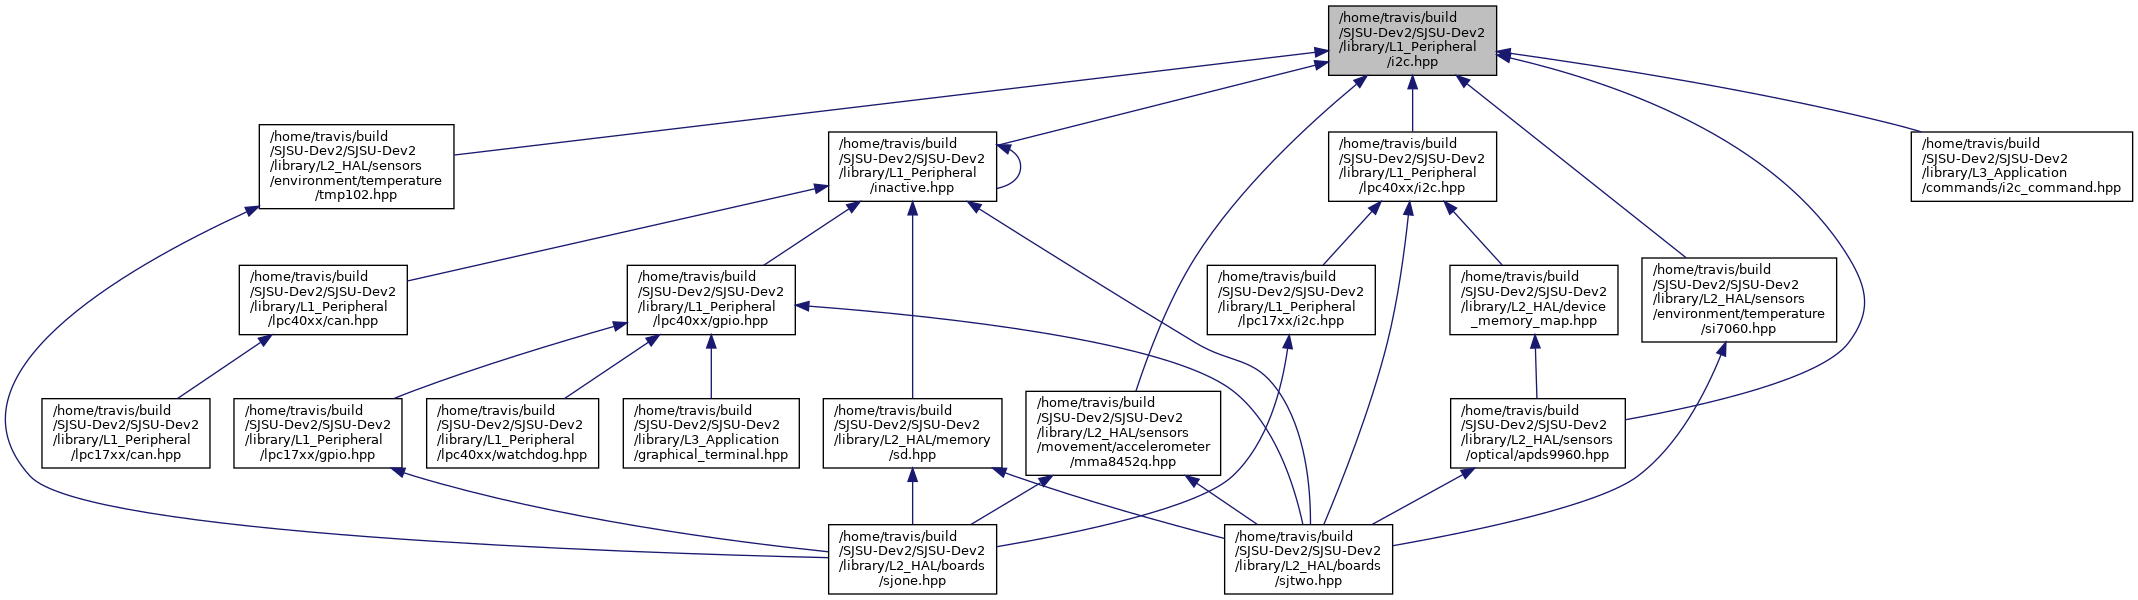 /home/travis/build
/SJSU-Dev2/SJSU-Dev2
/library/L1_Peripheral
/i2c.hpp
/home/travis/build
/SJSU-Dev2/SJSU-Dev2
/library/L2_HAL/sensors
/environment/temperature
/tmp102.hpp
/home/travis/build
/SJSU-Dev2/SJSU-Dev2
/library/L1_Peripheral
/inactive.hpp
/home/travis/build
/SJSU-Dev2/SJSU-Dev2
/library/L1_Peripheral
/lpc40xx/i2c.hpp
/home/travis/build
/SJSU-Dev2/SJSU-Dev2
/library/L3_Application
/commands/i2c_command.hpp
/home/travis/build
/SJSU-Dev2/SJSU-Dev2
/library/L1_Peripheral
/lpc40xx/can.hpp
/home/travis/build
/SJSU-Dev2/SJSU-Dev2
/library/L1_Peripheral
/lpc40xx/gpio.hpp
/home/travis/build
/SJSU-Dev2/SJSU-Dev2
/library/L1_Peripheral
/lpc17xx/i2c.hpp
/home/travis/build
/SJSU-Dev2/SJSU-Dev2
/library/L2_HAL/device
_memory_map.hpp
/home/travis/build
/SJSU-Dev2/SJSU-Dev2
/library/L2_HAL/sensors
/environment/temperature
/si7060.hpp
/home/travis/build
/SJSU-Dev2/SJSU-Dev2
/library/L1_Peripheral
/lpc17xx/can.hpp
/home/travis/build
/SJSU-Dev2/SJSU-Dev2
/library/L1_Peripheral
/lpc17xx/gpio.hpp
/home/travis/build
/SJSU-Dev2/SJSU-Dev2
/library/L1_Peripheral
/lpc40xx/watchdog.hpp
/home/travis/build
/SJSU-Dev2/SJSU-Dev2
/library/L3_Application
/graphical_terminal.hpp
/home/travis/build
/SJSU-Dev2/SJSU-Dev2
/library/L2_HAL/memory
/sd.hpp
/home/travis/build
/SJSU-Dev2/SJSU-Dev2
/library/L2_HAL/sensors
/movement/accelerometer
/mma8452q.hpp
/home/travis/build
/SJSU-Dev2/SJSU-Dev2
/library/L2_HAL/sensors
/optical/apds9960.hpp
/home/travis/build
/SJSU-Dev2/SJSU-Dev2
/library/L2_HAL/boards
/sjone.hpp
/home/travis/build
/SJSU-Dev2/SJSU-Dev2
/library/L2_HAL/boards
/sjtwo.hpp